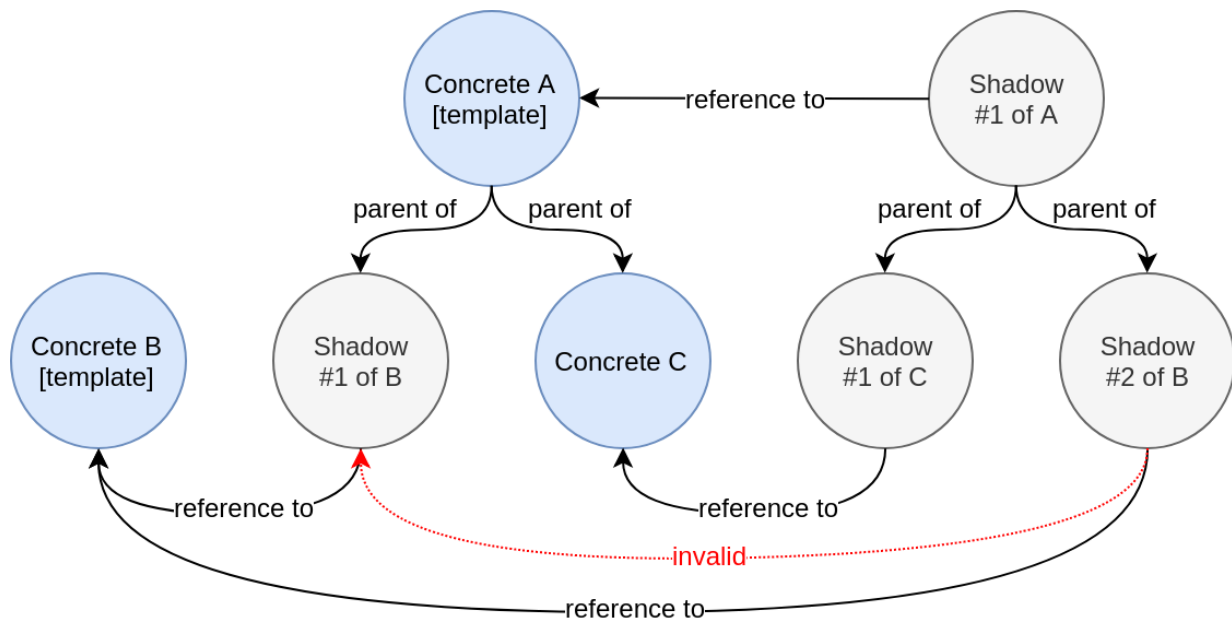 Concrete A
[template]
reference to
Shadow
#1 of A
parent of
parent of
parent of
parent of
Concrete B
[template]
Shadow
#1 of B
Concrete C
Shadow
#1 of C
Shadow
#2 of B
reference to
reference to
invalid
reference to